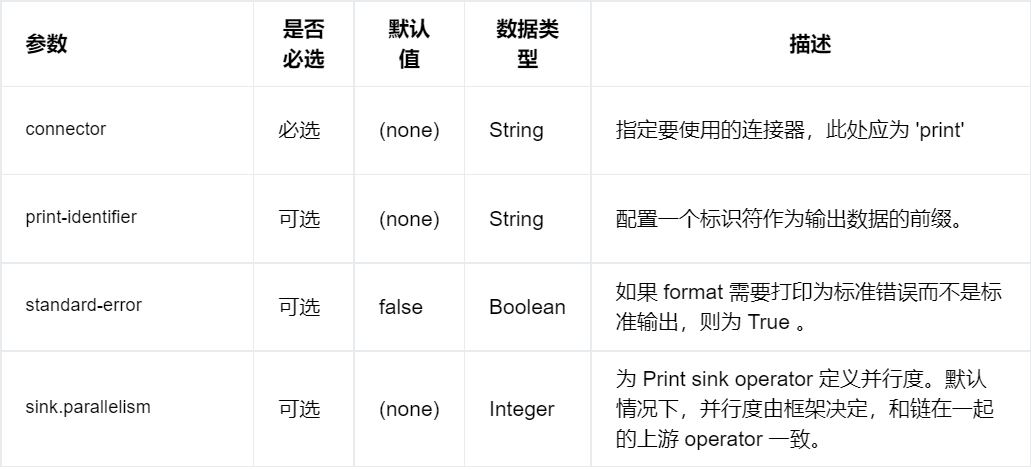 参数
是否
必选
默认
值
数据类
型
描述
connector
必选
(none)
String
指定要使用的连接器，此处应为 'print'
print-identifier
可选
(none)
String
配置一个标识符作为输出数据的前缀。
standard-error
可选
false
Boolean
如果 format 需要打印为标准错误而不是标
准输出，则为 True 。
sink.parallelism
可选
(none)
Integer
为 Print sink operator 定义并行度。默认
情况下，并行度由框架决定，和链在一起
的上游 operator 一致。